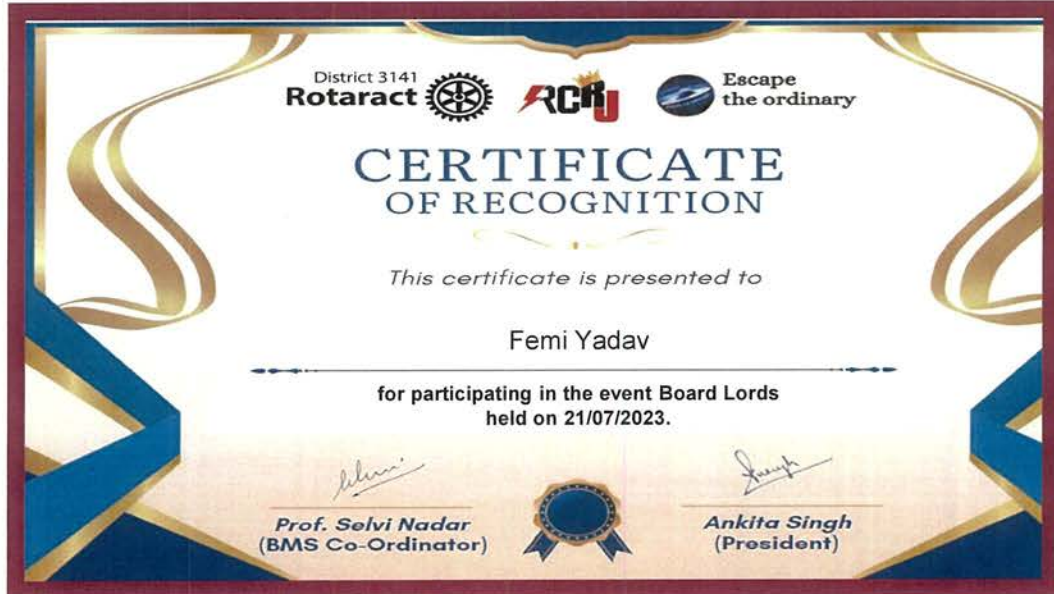 District 3141
Rotaract
RCRJ
Escape
the ordinary
CERTIFICATE
OF RECOGNITION
This certificate is presented to
Femi Yadav
for participating in the event Board Lords
held on 21/07/2023.
Prof. Selvi Nadar
(BMS Co-Ordinator)
Ankita Singh
(President)